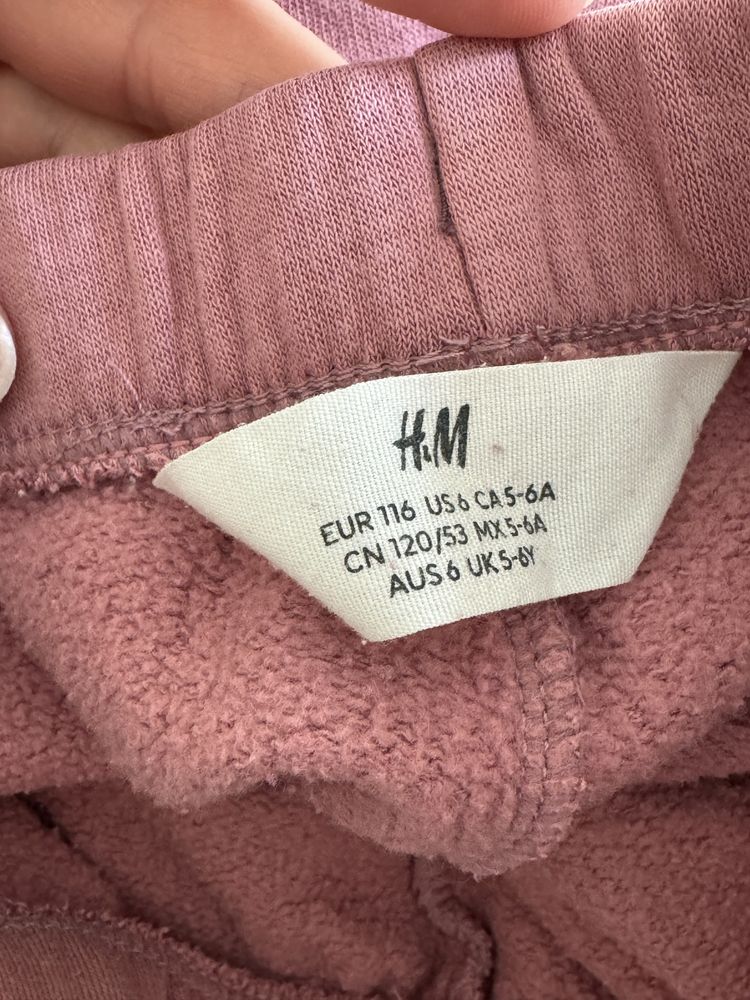 H&M
EUR 116 US 6 CA 5-6A
CN 120/53 MX 5-6A
AUS 6 UK 5-6Y